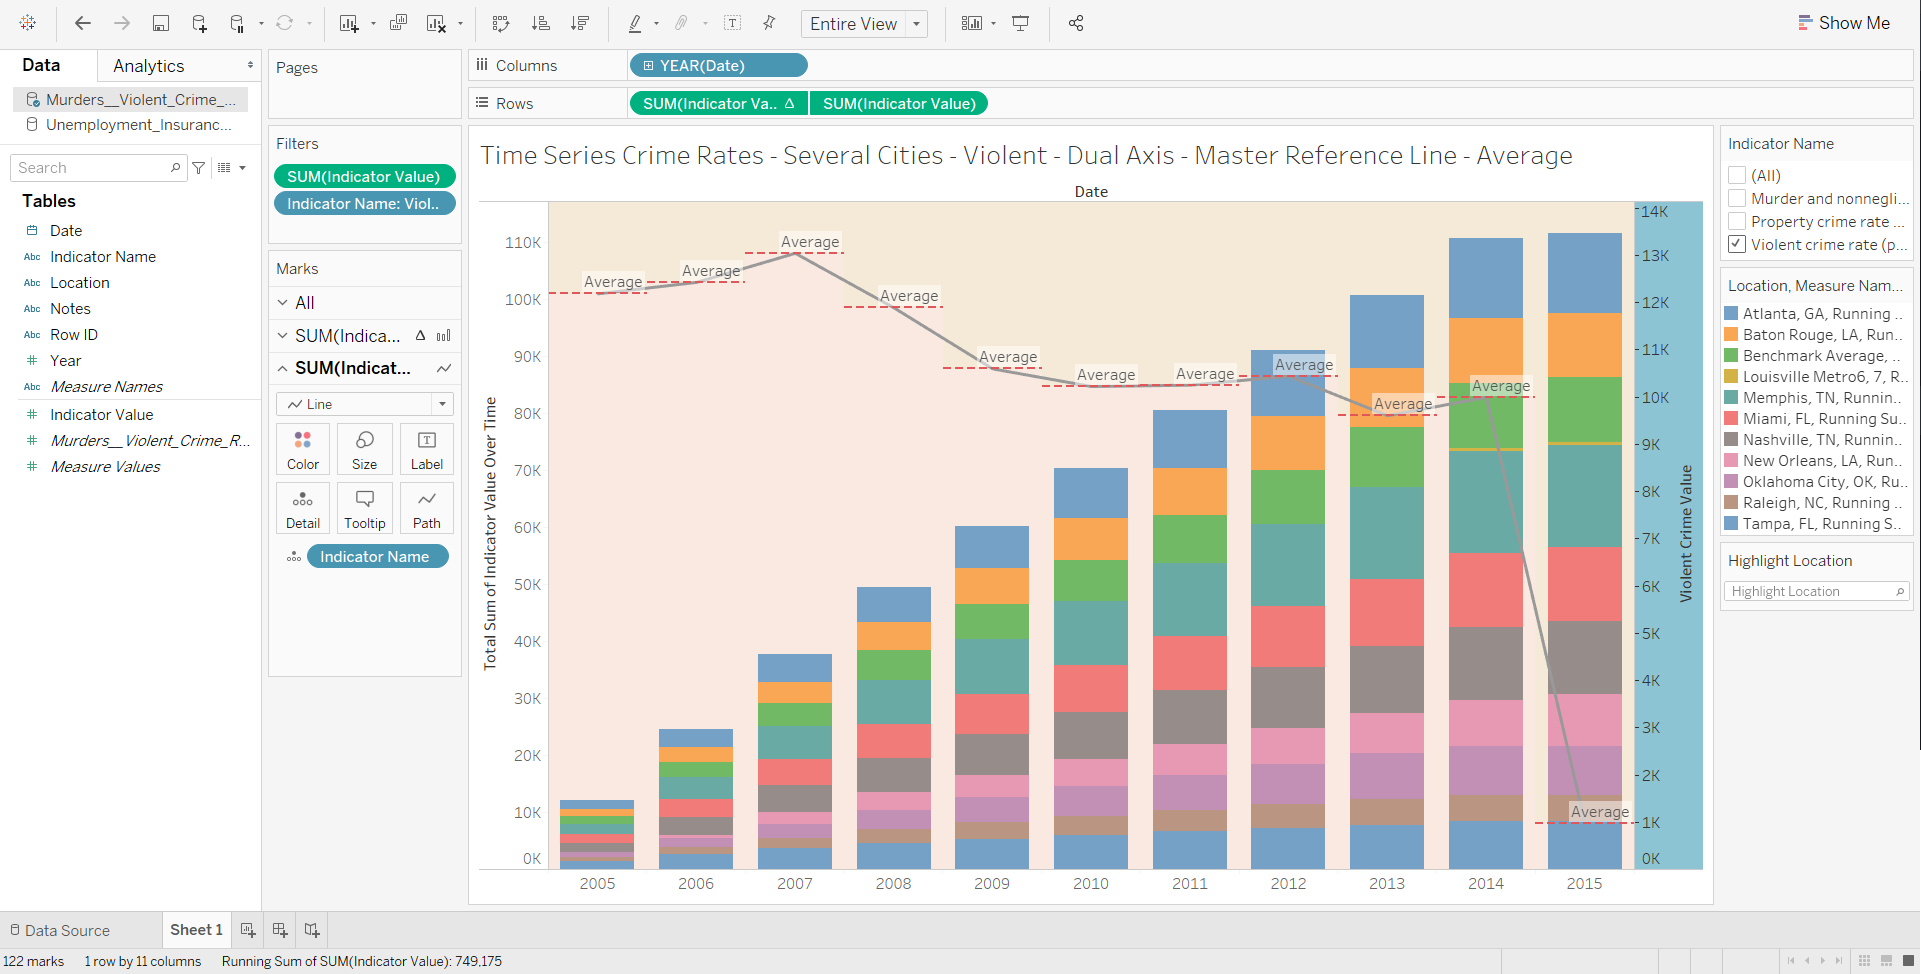 Entire View
Show Me
Data
Analytics
Murders__Violent_Crime_...
Unemployment_Insuranc...
Search
Tables
Date
Abc Indicator Name
Abc Location
Abc Notes
Abc Row ID
# Year
Abc Measure Names
# Indicator Value
# Murders__Violent_Crime_R...
# Measure Values
Pages
Filters
SUM(Indicator Value)
Indicator Name: Viol..
Marks
All
SUM(Indica... Δ
SUM(Indicat...
Line
Color
Size
Label
Detail
Tooltip
Path
Indicator Name
Columns
YEAR(Date)
Rows
SUM(Indicator Va.. Δ
SUM(Indicator Value)
Time Series Crime Rates - Several Cities - Violent - Dual Axis - Master Reference Line - Average
Date
Total Sum of Indicator Value Over Time
110K
100K
90K
80K
70K
60K
50K
40K
30K
20K
10K
0K
Average
Average
Average
Average
Average
Average
Average
Average
Average
Average
Average
14K
13K
12K
11K
10K
9K
8K
7K
6K
5K
4K
3K
2K
1K
0K
Violent Crime Value
2005
2006
2007
2008
2009
2010
2011
2012
2013
2014
2015
Indicator Name
(All)
Murder and nonnegli...
Property crime rate ...
Violent crime rate (p...
Location, Measure Nam...
Atlanta, GA, Running ..
Baton Rouge, LA, Run..
Benchmark Average, ..
Louisville Metro6, 7, R..
Memphis, TN, Runnin..
Miami, FL, Running Su..
Nashville, TN, Runnin..
New Orleans, LA, Run..
Oklahoma City, OK, Ru..
Raleigh, NC, Running ..
Tampa, FL, Running S..
Highlight Location
Highlight Location
Data Source
Sheet 1
122 marks
1 row by 11 columns
Running Sum of SUM(Indicator Value): 749,175